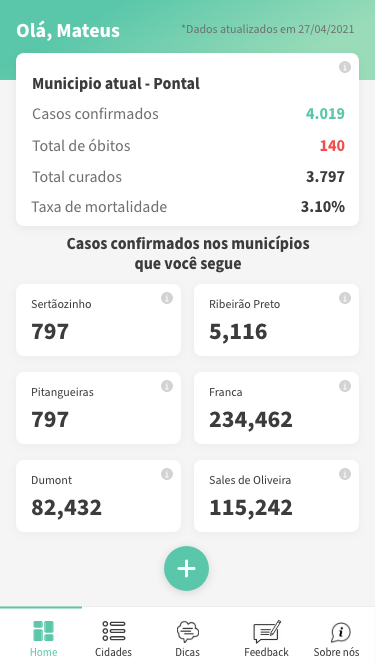 Olá, Mateus
*Dados atualizados em 27/04/2021
Municipio atual - Pontal
Casos confirmados 4.019
Total de óbitos 140
Total curados 3.797
Taxa de mortalidade 3.10%
Casos confirmados nos municípios
que você segue
Sertãozinho
797
Ribeirão Preto
5,116
Pitangueiras
797
Franca
234,462
Dumont
82,432
Sales de Oliveira
115,242
Home Cidades Dicas Feedback Sobre nós